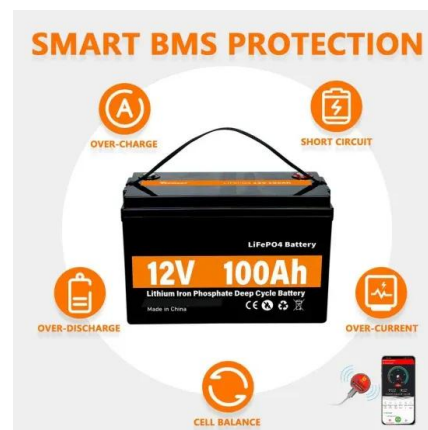 SMART BMS PROTECTION
A
OVER-CHARGE
SHORT CIRCUIT
LiFePO4 Battery
12V 100Ah
Lithium Iron Phosphate Deep Cycle Battery
Made in China
CE
OVER-DISCHARGE
OVER-CURRENT
CELL BALANCE